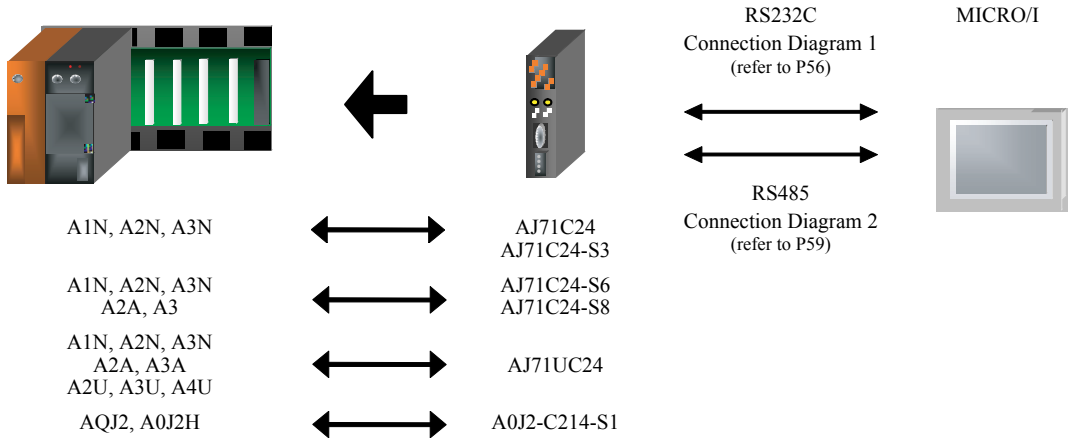 RS232C
Connection Diagram 1
(refer to P56)
MICRO/I
RS485
Connection Diagram 2
(refer to P59)
A1N, A2N, A3N
AJ71C24
AJ71C24-S3
A1N, A2N, A3N
A2A, A3
AJ71C24-S6
AJ71C24-S8
A1N, A2N, A3N
A2A, A3A
A2U, A3U, A4U
AJ71UC24
AQJ2, A0J2H
A0J2-C214-S1